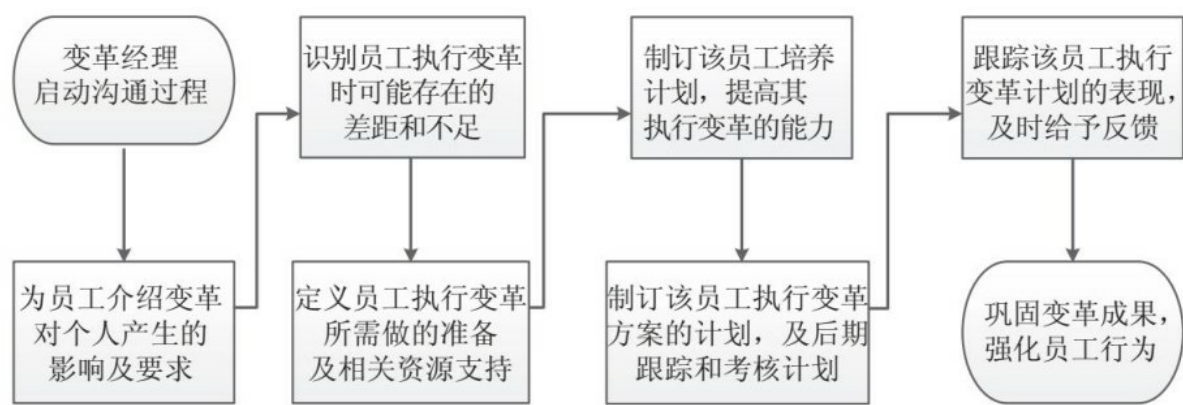 变革经理
启动沟通过程
为员工介绍变革
对个人产生的
影响及要求
识别员工执行变革
时可能存在的
差距和不足
定义员工执行变革
所需做的准备
及相关资源支持
制订该员工培养
计划，提高其
执行变革的能力
制订该员工执行变革
方案的计划，及后期
跟踪和考核计划
跟踪该员工执行
变革计划的表现，
及时给予反馈
巩固变革成果，
强化员工行为